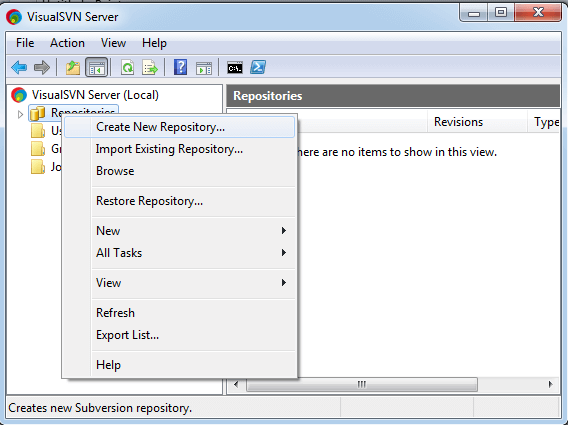 VisualSVN Server
File Action View Help
VisualSVN Server (Local)
Repositories
Repositories
Revisions Type
here are no items to show in this view.
Create New Repository...
Import Existing Repository...
Browse
Restore Repository...
New
All Tasks
View
Refresh
Export List...
Help
Creates new Subversion repository.